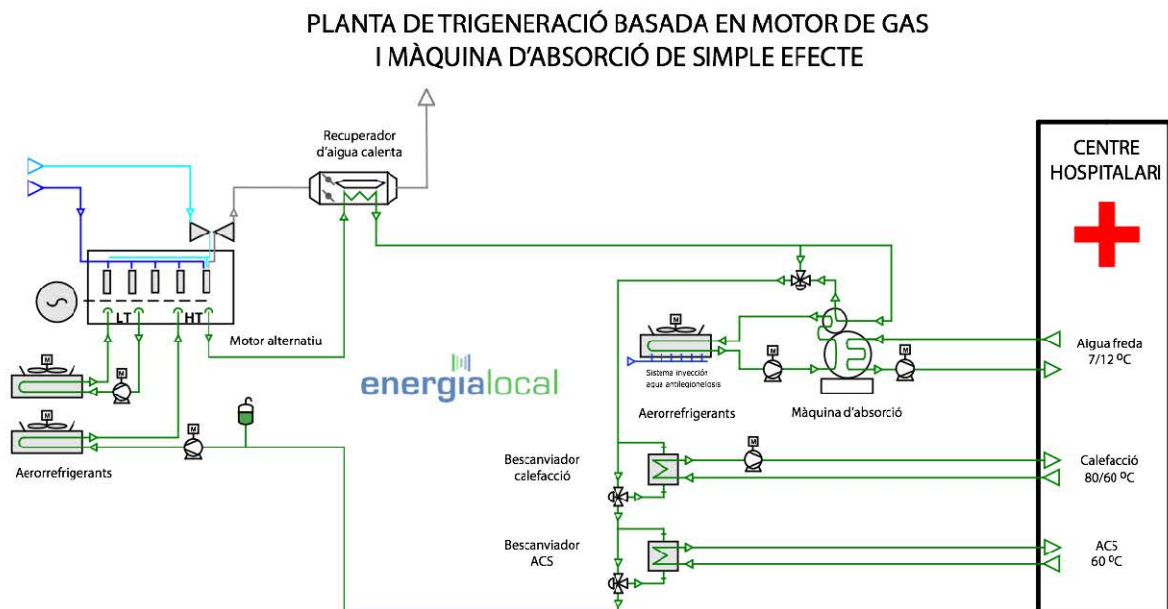 PLANTA DE TRIGENERACIÓ BASADA EN MOTOR DE GAS
I MÀQUINA D'ABSORCIÓ DE SIMPLE EFECTE
Recuperador
d'aigua calenta
CENTRE
HOSPITALARI
LT
HT
Motor alternatiu
M
M
M
M
Aerorrefrigerants
energialocal
M
Sistema inyección
agua antilegionelosis
Aerorrefrigerants
M
M
Màquina d'absorció
Aigua freda
7/12 ºC
Bescanviador
calefacció
M
Calefacció
80/60 ºC
Bescanviador
ACS
ACS
60 ºC